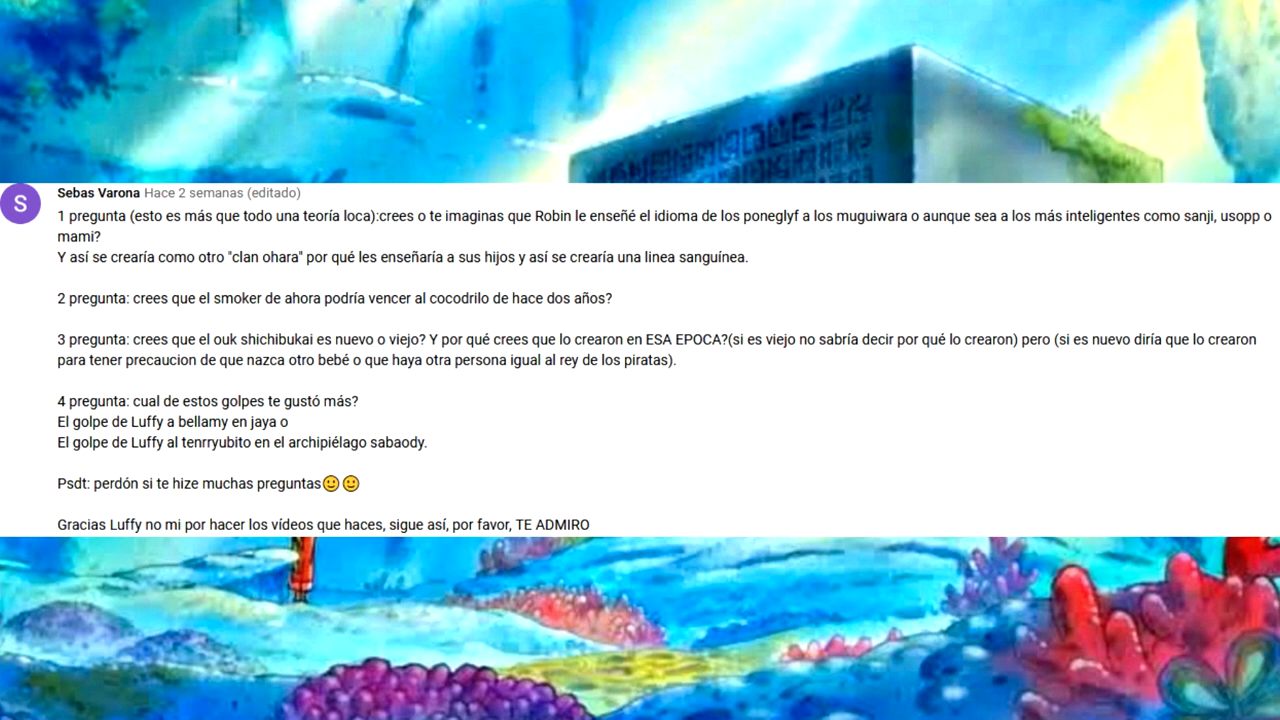 S
Sebas Varona Hace 2 semanas (editado)
1 pregunta (esto es más que todo una teoría loca):crees o te imaginas que Robin le enseñé el idioma de los poneglyf a los muguiwara o aunque sea a los más inteligentes como sanji, usopp o
mami?
Y así se crearía como otro "clan ohara" por qué les enseñaría a sus hijos y así se crearía una linea sanguínea.
2 pregunta: crees que el smoker de ahora podría vencer al cocodrilo de hace dos años?
3 pregunta: crees que el ouk shichibukai es nuevo o viejo? Y por qué crees que lo crearon en ESA EPOCA?(si es viejo no sabría decir por qué lo crearon) pero (si es nuevo diría que lo crearon
para tener precaucion de que nazca otro bebé o que haya otra persona igual al rey de los piratas).
4 pregunta: cual de estos golpes te gustó más?
El golpe de Luffy a bellamy en jaya o
El golpe de Luffy al tenrryubito en el archipiélago sabaody.
Psdt: perdón si te hize muchas preguntas🙂🙂
Gracias Luffy no mi por hacer los vídeos que haces, sigue así, por favor, TE ADMIRO